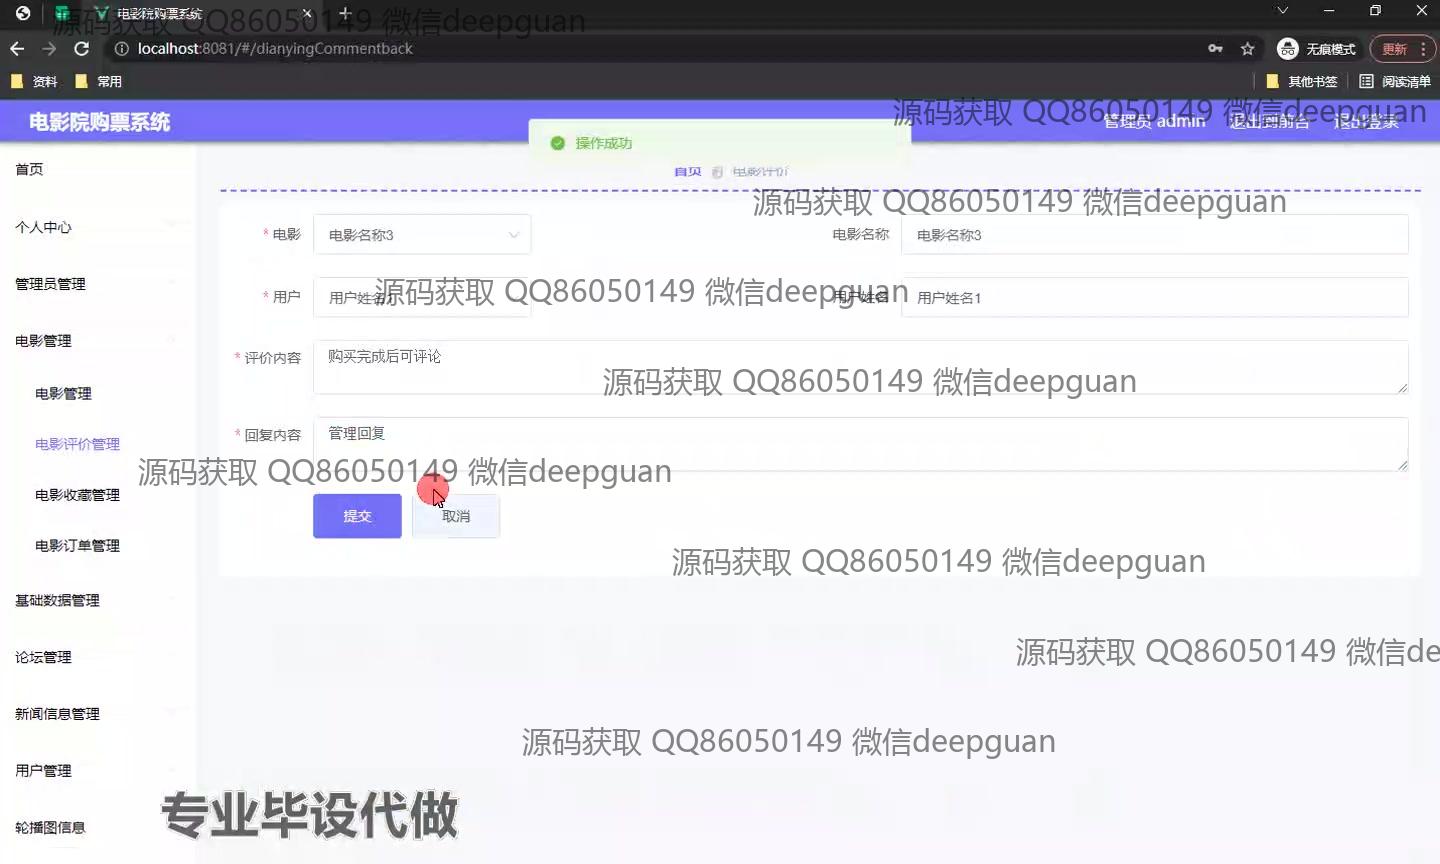 电影院购票系统
源码获取 QQ86050149 微信deepguan
localhost:8081/#/dianyingCommentback
无痕模式
更新
资料
常用
其他书签
阅读清单
电影院购票系统
源码获取 QQ86050149 微信deepguan
管理员 admin
退出到前台
退出登录
操作成功
首页
首页
电影评价
源码获取 QQ86050149 微信deepguan
个人中心
* 电影
电影名称3
电影名称
电影名称3
管理员管理
* 用户
用户姓名1
源码获取 QQ86050149 微信deepguan
用户姓名
用户姓名1
电影管理
* 评价内容
购买完成后可评论
源码获取 QQ86050149 微信deepguan
电影管理
电影评价管理
* 回复内容
管理回复
源码获取 QQ86050149 微信deepguan
电影收藏管理
提交
取消
电影订单管理
源码获取 QQ86050149 微信deepguan
基础数据管理
论坛管理
源码获取 QQ86050149 微信de
新闻信息管理
源码获取 QQ86050149 微信deepguan
用户管理
轮播图信息
专业毕设代做